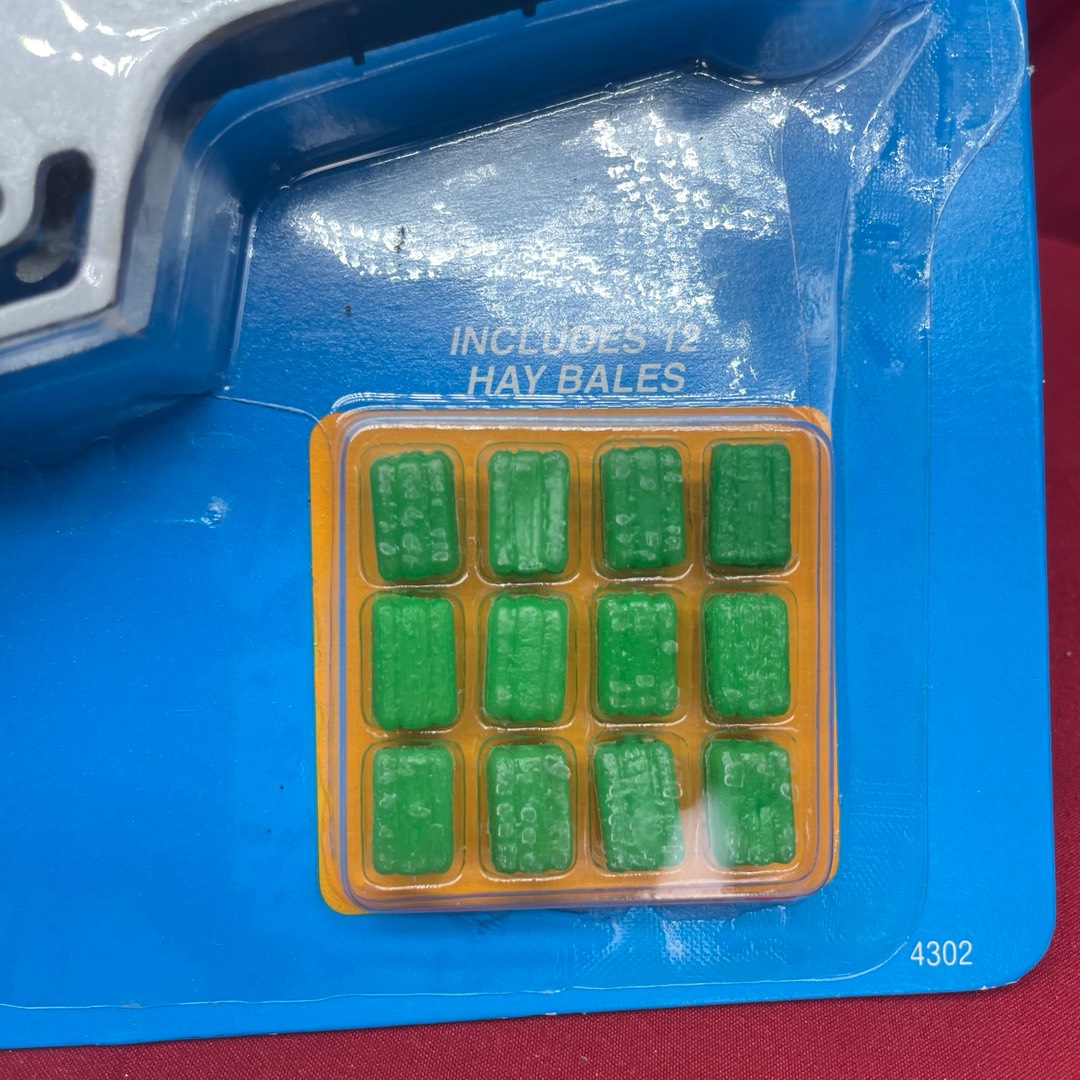 INCLUDES 12
HAY BALES
4302